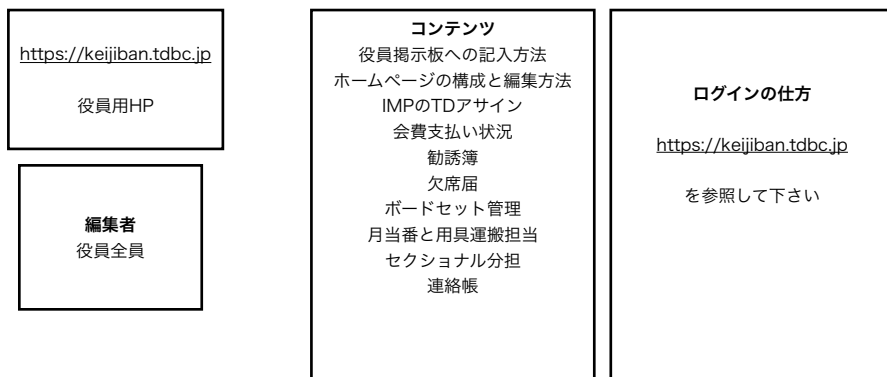 https://keijiban.tdbc.jp
役員用HP
編集者
役員全員
コンテンツ
役員掲示板への記入方法
ホームページの構成と編集方法
IMPのTDアサイン
会費支払い状況
勧誘簿
欠席届
ボードセット管理
月当番と用具運搬担当
セクショナル分担
連絡帳
ログインの仕方
https://keijiban.tdbc.jp
を参照して下さい